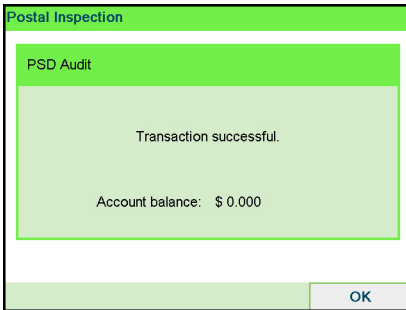 Postal Inspection
PSD Audit
Transaction successful.
Account balance: $ 0.000
OK